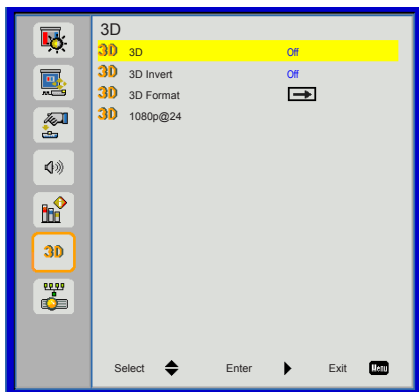 3D
3D 3D Off
3D 3D Invert Off
3D 3D Format
3D 1080p@24
3D
Select Enter Exit Menu